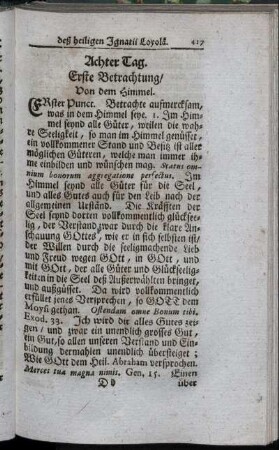 deß heiligen Ignatii Loyolä. 417
Achter Tag.
Erste Betrachtung/
Von dem Himmel.
ERster Punct. Betrachte aufmercksam,
was in dem Himmel seye. 1. Im Him-
mel seynd alle Güter, weilen die wah-
re Seeligkeit, so man im Himmel genüsset,
ein vollkommener Stand und Besitz ist aller
möglichen Gütteren, welche man immer ih-
me einbilden und wünschen mag. Status om-
nium bonorum aggregatione perfectus. Im
Himmel seynd alle Güter für die Seel,
und alles Gutes auch für den Leib nach der
allgemeinen Urständ. Die Kräfften der
Seel seynd dorten vollkommentlich glückseе-
lig, der Verstand zwar durch die klare An-
schauung GOttes, wie er in sich selbsten ist;
der Willen durch die seeligmachende Lieb
und Freud wegen GOtt, in GOtt, und
mit GOtt, der alle Güter und Glückseelig-
keiten in die Seel deß Außerwählten bringet,
und außgüsset. Da wird vollkommentlich
erfüllet jenes Versprechen, so GOTT dem
Moysi gethan. Ostendam omne Bonum tibi.
Exod. 33. Ich wird dir alles Gutes zei-
gen, und zwar ein unendlich grosses Gut,
ein Gut, so allen unseren Verstand und Ein-
bildung dermahlen unendlich übersteiget;
Wie GOtt dem Heil. Abraham versprochen.
Merces tua magna nimis. Gen. 15. Einen
D d über